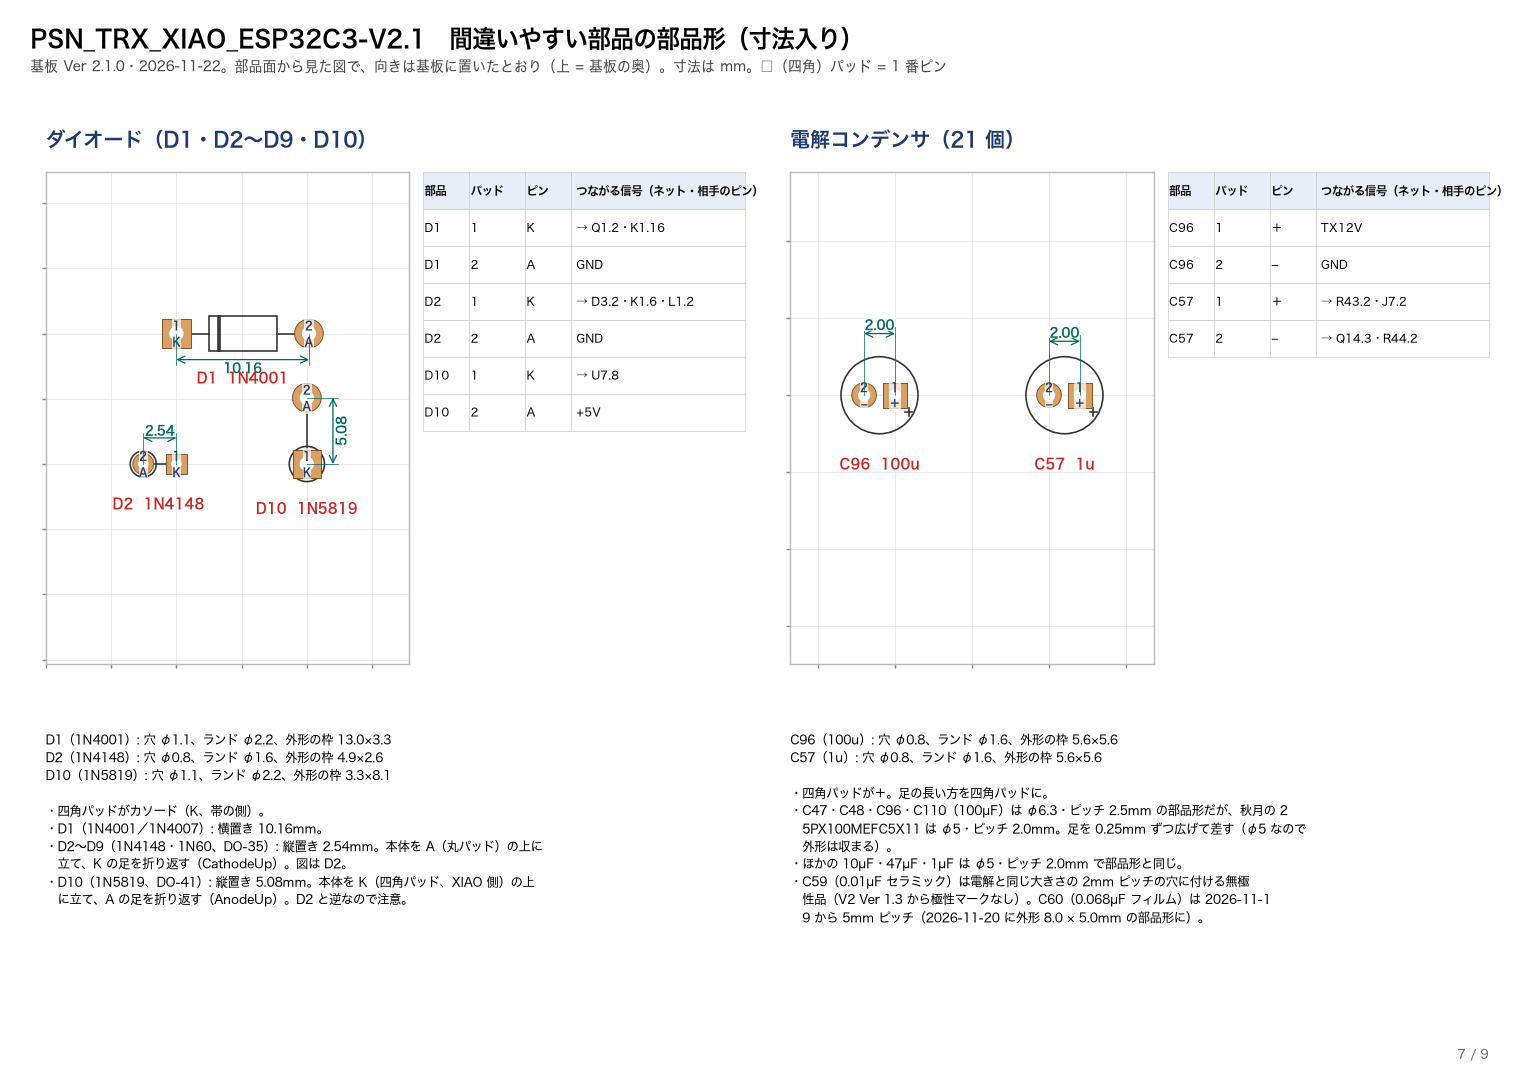 PSN_TRX_XIAO_ESP32C3-V2.1　間違いやすい部品の部品形（寸法入り）
基板 Ver 2.1.0・2026-11-22。部品面から見た図で、向きは基板に置いたとおり（上 = 基板の奥）。寸法は mm。□（四角）パッド = 1 番ピン
ダイオード（D1・D2～D9・D10）
1
K
2
A
10.16
D1 1N4001
2
A
5.08
1
K
D10 1N5819
2.54
2
A
1
K
D2 1N4148
部品 パッド ピン つながる信号（ネット・相手のピン）
D1 1 K → Q1.2・K1.16
D1 2 A GND
D2 1 K → D3.2・K1.6・L1.2
D2 2 A GND
D10 1 K → U7.8
D10 2 A +5V
D1（1N4001）: 穴 φ1.1、ランド φ2.2、外形の枠 13.0×3.3
D2（1N4148）: 穴 φ0.8、ランド φ1.6、外形の枠 4.9×2.6
D10（1N5819）: 穴 φ1.1、ランド φ2.2、外形の枠 3.3×8.1
・四角パッドがカソード（K、帯の側）。
・D1（1N4001／1N4007）: 横置き 10.16mm。
・D2～D9（1N4148・1N60、DO-35）: 縦置き 2.54mm。本体を A（丸パッド）の上に
立て、K の足を折り返す（CathodeUp）。図は D2。
・D10（1N5819、DO-41）: 縦置き 5.08mm。本体を K（四角パッド、XIAO 側）の上
に立て、A の足を折り返す（AnodeUp）。D2 と逆なので注意。
電解コンデンサ（21 個）
2.00
2
−
1
+
+
C96 100u
2.00
2
−
1
+
+
C57 1u
部品 パッド ピン つながる信号（ネット・相手のピン）
C96 1 + TX12V
C96 2 − GND
C57 1 + → R43.2・J7.2
C57 2 − → Q14.3・R44.2
C96（100u）: 穴 φ0.8、ランド φ1.6、外形の枠 5.6×5.6
C57（1u）: 穴 φ0.8、ランド φ1.6、外形の枠 5.6×5.6
・四角パッドが＋。足の長い方を四角パッドに。
・C47・C48・C96・C110（100μF）は φ6.3・ピッチ 2.5mm の部品形だが、秋月の 2
5PX100MEFC5X11 は φ5・ピッチ 2.0mm。足を 0.25mm ずつ広げて差す（φ5 なので
外形は収まる）。
・ほかの 10μF・47μF・1μF は φ5・ピッチ 2.0mm で部品形と同じ。
・C59（0.01μF セラミック）は電解と同じ大きさの 2mm ピッチの穴に付ける無極
性品（V2 Ver 1.3 から極性マークなし）。C60（0.068μF フィルム）は 2026-11-1
9 から 5mm ピッチ（2026-11-20 に外形 8.0 × 5.0mm の部品形に）。
7 / 9